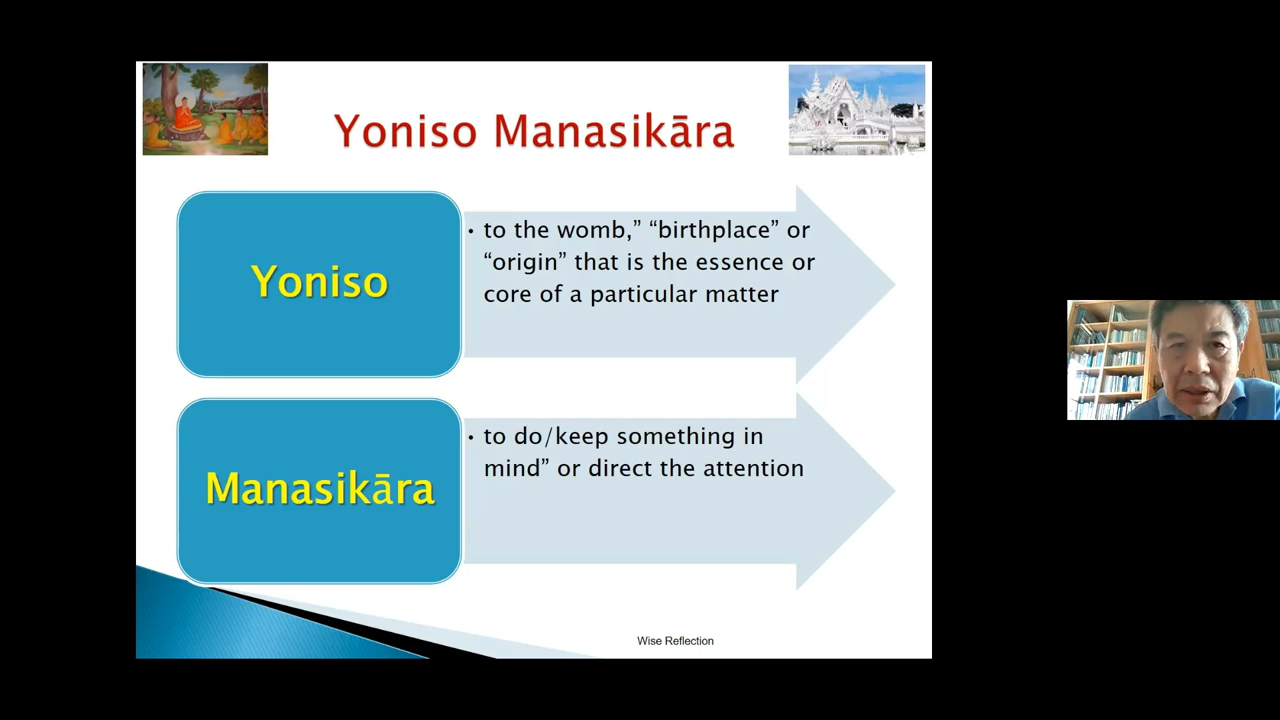 Yoniso Manasikāra
Yoniso
• to the womb,” “birthplace” or
“origin” that is the essence or
core of a particular matter
Manasikāra
• to do/keep something in
mind” or direct the attention
Wise Reflection